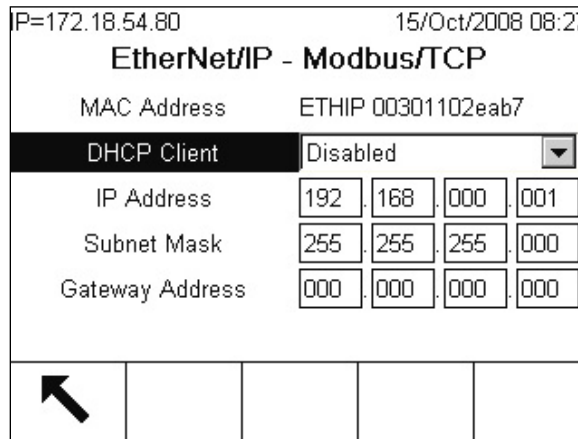 IP=172.18.54.80 15/Oct/2008 08:27
EtherNet/IP - Modbus/TCP
MAC Address ETHIP 00301102eab7
DHCP Client Disabled
IP Address 192 . 168 . 000 . 001
Subnet Mask 255 . 255 . 255 . 000
Gateway Address 000 . 000 . 000 . 000